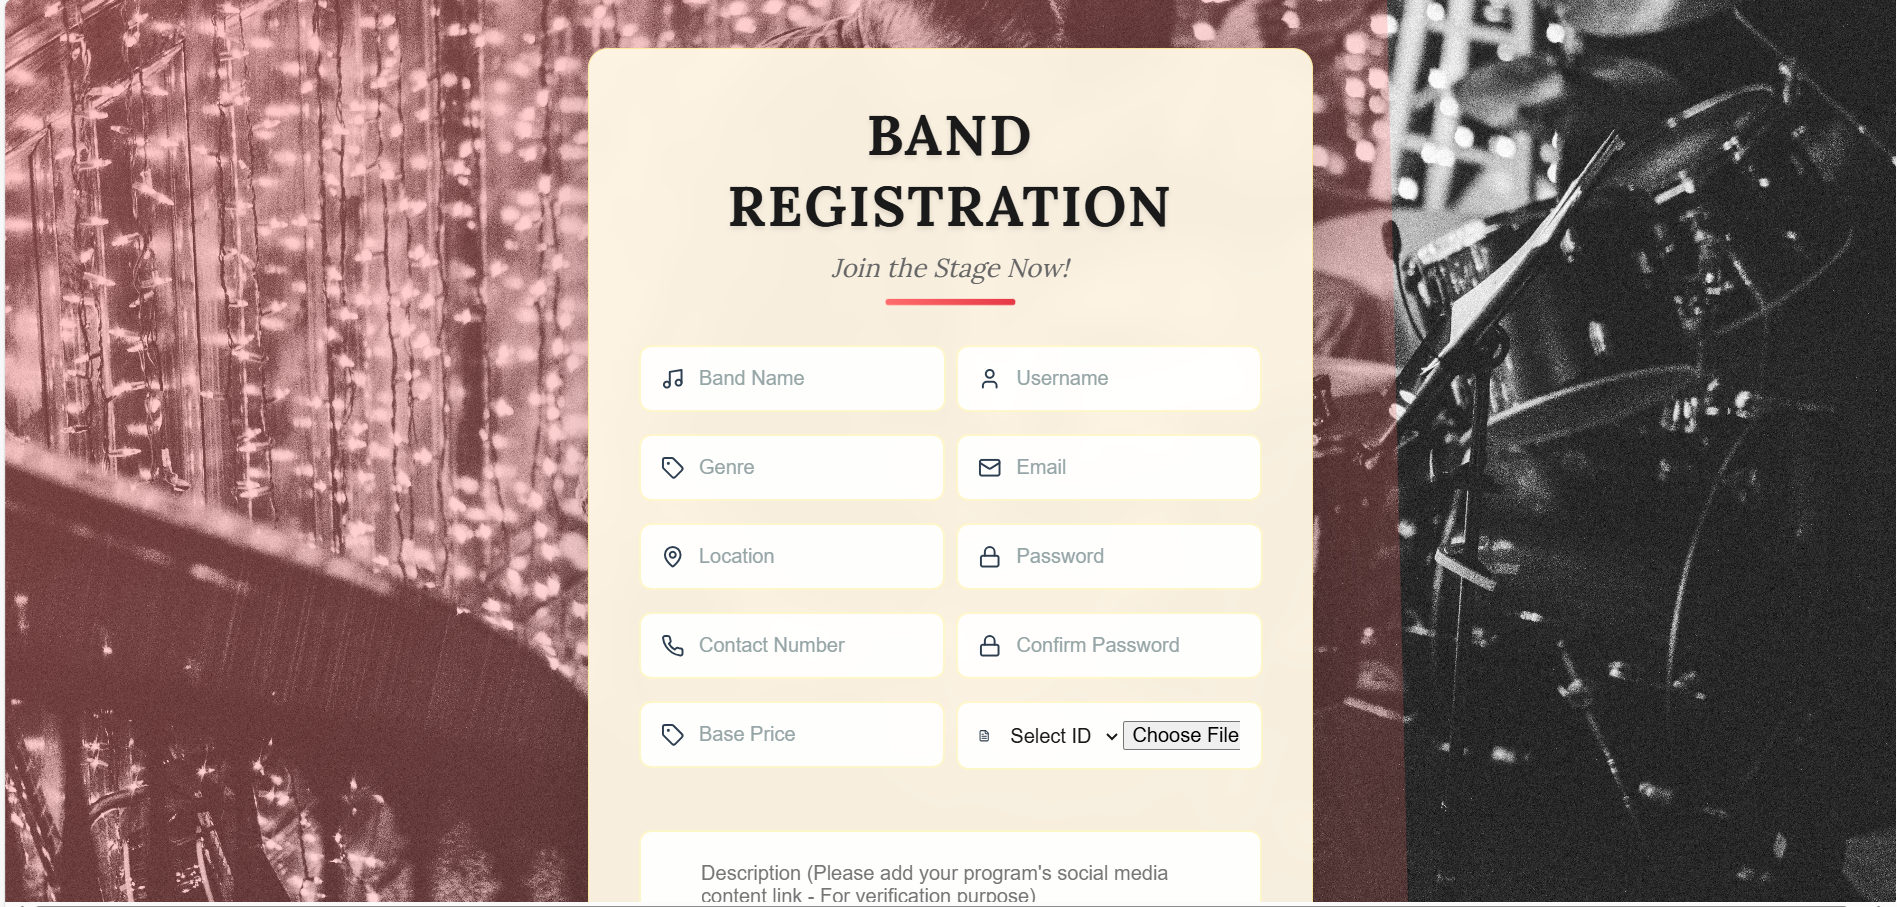 BAND
REGISTRATION
Join the Stage Now!
Band Name
Username
Genre
Email
Location
Password
Contact Number
Confirm Password
Base Price
Select ID
Choose File
Description (Please add your program's social media
content link - For verification purpose)